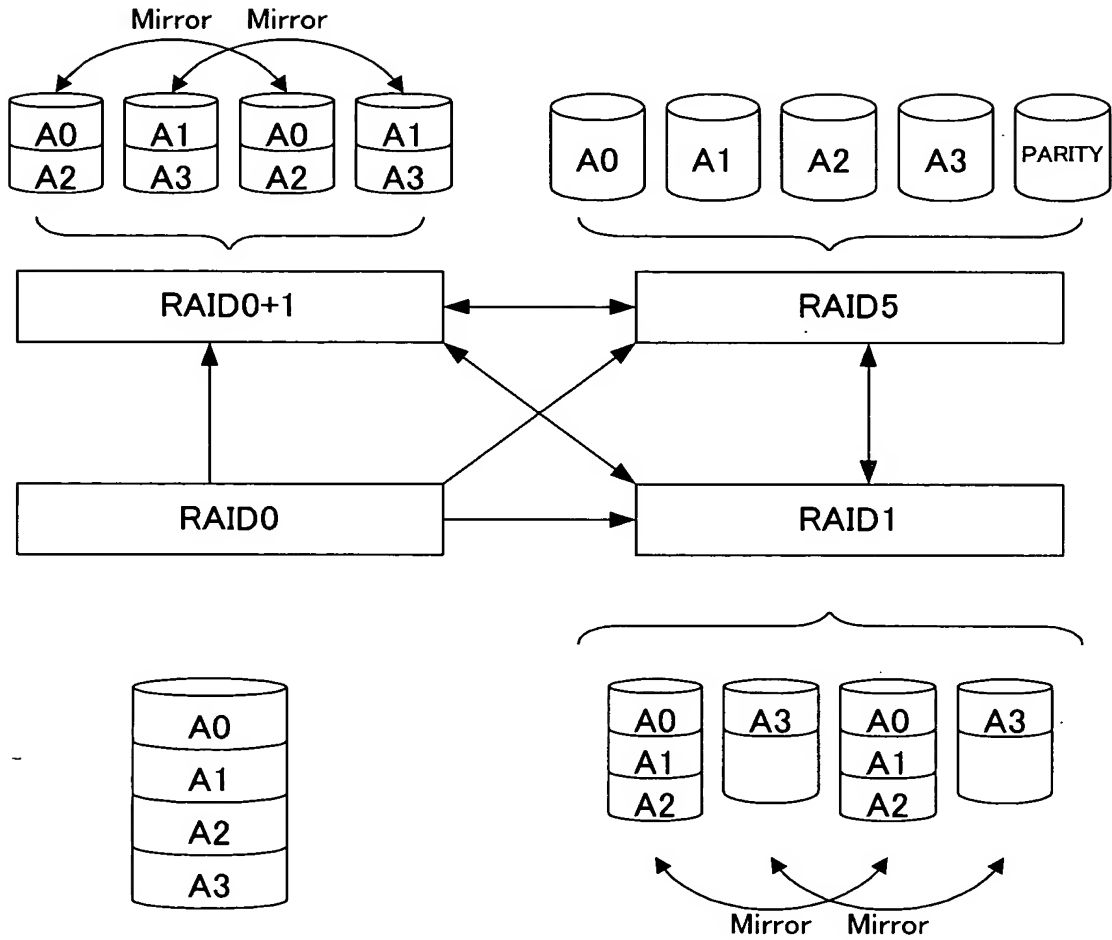 Mirror Mirror
A0 A1 A0 A1
A2 A3 A2 A3
A0 A1 A2 A3 PARITY
RAID0+1
RAID5
RAID0
RAID1
A0
A1
A2
A3
A0 A3 A0 A3
A1 A1
A2 A2
Mirror Mirror